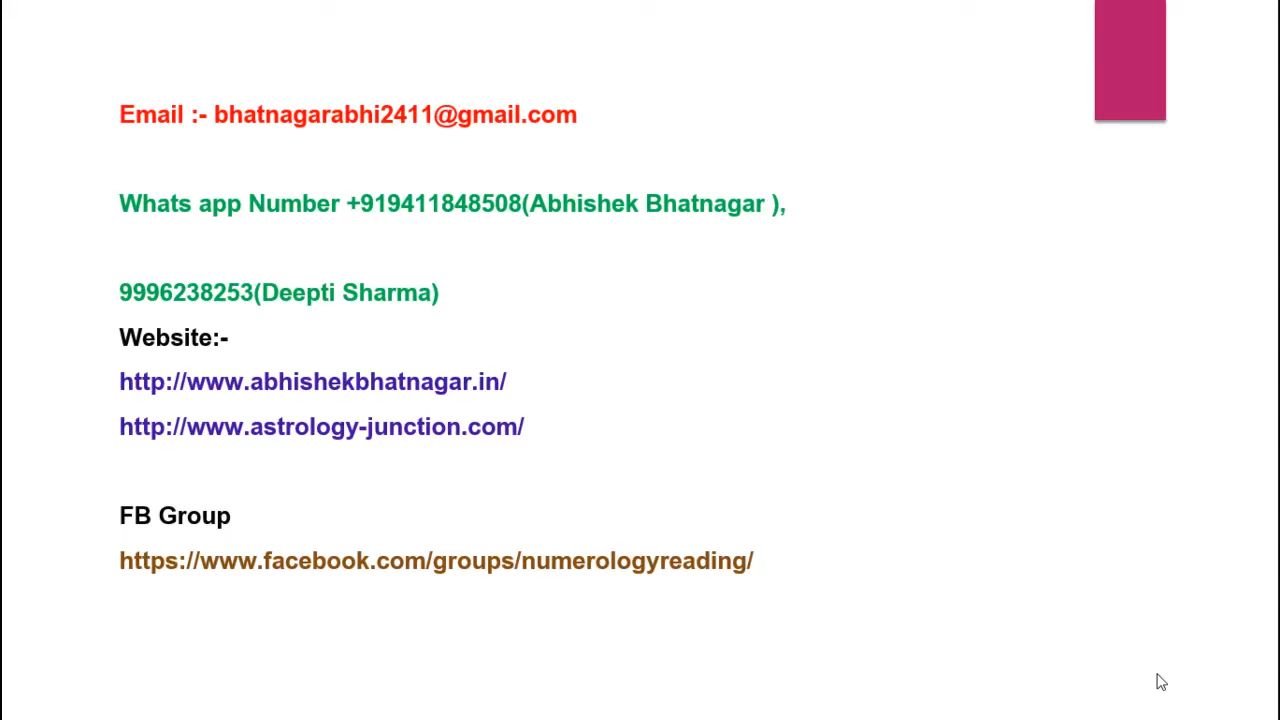 Email :- bhatnagarabhi2411@gmail.com
Whats app Number +919411848508(Abhishek Bhatnagar ),
9996238253(Deepti Sharma)
Website:-
http://www.abhishekbhatnagar.in/
http://www.astrology-junction.com/
FB Group
https://www.facebook.com/groups/numerologyreading/